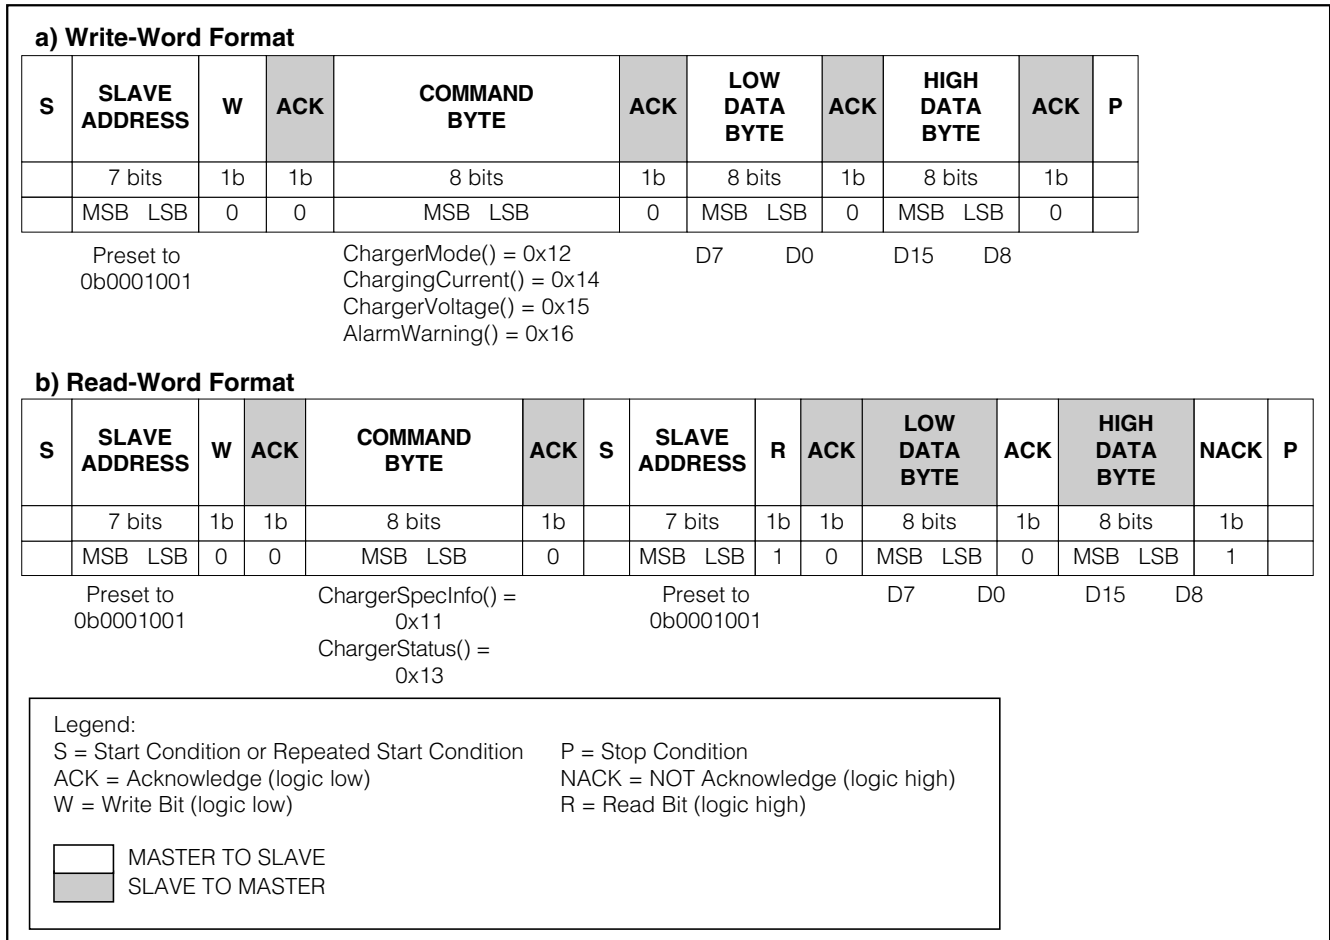 a) Write-Word Format
S SLAVE ADDRESS W ACK COMMAND BYTE ACK LOW DATA BYTE ACK HIGH DATA BYTE ACK P
7 bits 1b 1b 8 bits 1b 8 bits 1b 8 bits 1b
MSB LSB 0 0 MSB LSB 0 MSB LSB 0 MSB LSB 0
Preset to 0b0001001
ChargerMode() = 0x12
ChargingCurrent() = 0x14
ChargerVoltage() = 0x15
AlarmWarning() = 0x16
D7 D0 D15 D8
b) Read-Word Format
S SLAVE ADDRESS W ACK COMMAND BYTE ACK S SLAVE ADDRESS R ACK LOW DATA BYTE ACK HIGH DATA BYTE NACK P
7 bits 1b 1b 8 bits 1b 7 bits 1b 1b 8 bits 1b 8 bits 1b
MSB LSB 0 0 MSB LSB 0 MSB LSB 1 0 MSB LSB 0 MSB LSB 1
Preset to
0b0001001
ChargerSpecInfo() =
0x11
ChargerStatus() =
0x13
Preset to
0b0001001
D7 D0 D15 D8
Legend:
S = Start Condition or Repeated Start Condition P = Stop Condition
ACK = Acknowledge (logic low) NACK = NOT Acknowledge (logic high)
W = Write Bit (logic low) R = Read Bit (logic high)
MASTER TO SLAVE
SLAVE TO MASTER